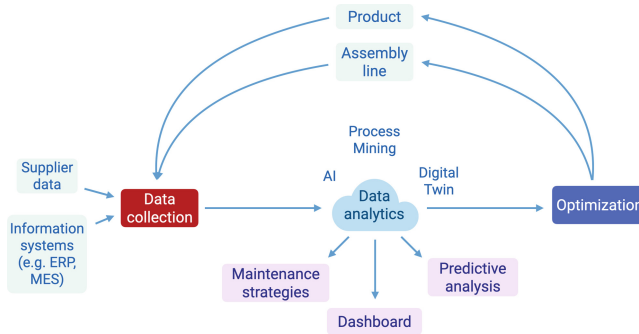 Product
Assembly
line
Process
Mining
AI
Digital
Twin
Supplier
data
Data
collection
Data
analytics
Optimization
Information
systems
(e.g. ERP,
MES)
Maintenance
strategies
Predictive
analysis
Dashboard